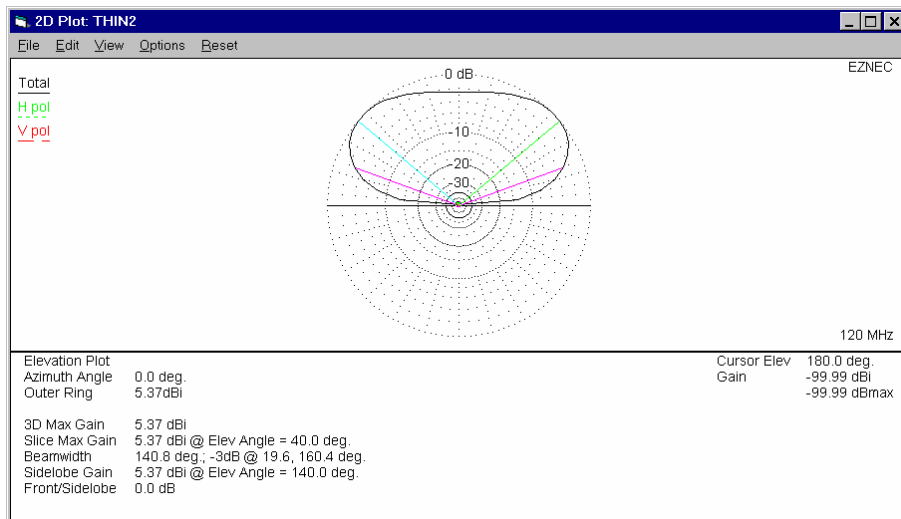 2D Plot: THIN2
File Edit View Options Reset
EZNEC
Total
H pol
V pol
0 dB
-10
-20
-30
120 MHz
Elevation Plot
Azimuth Angle 0.0 deg.
Outer Ring 5.37dBi
Cursor Elev 180.0 deg.
Gain -99.99 dBi
-99.99 dBmax
3D Max Gain 5.37 dBi
Slice Max Gain 5.37 dBi @ Elev Angle = 40.0 deg.
Beamwidth 140.8 deg.; -3dB @ 19.6, 160.4 deg.
Sidelobe Gain 5.37 dBi @ Elev Angle = 140.0 deg.
Front/Sidelobe 0.0 dB